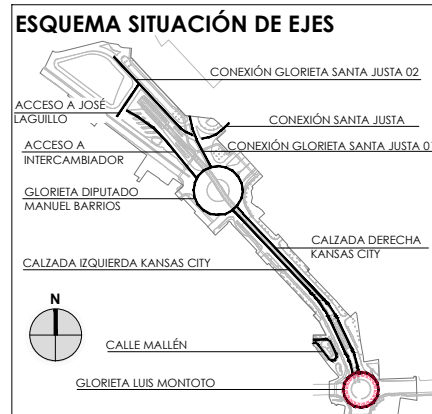 ESQUEMA SITUACIÓN DE EJES
CONEXIÓN GLORIETA SANTA JUSTA 02
ACCESO A JOSÉ
LAGUILLO
CONEXIÓN SANTA JUSTA
ACCESO A
INTERCAMBIADOR
CONEXIÓN GLORIETA SANTA JUSTA 01
GLORIETA DIPUTADO
MANUEL BARRIOS
CALZADA DERECHA
KANSAS CITY
CALZADA IZQUIERDA KANSAS CITY
N
CALLE MALLÉN
GLORIETA LUIS MONTOTO